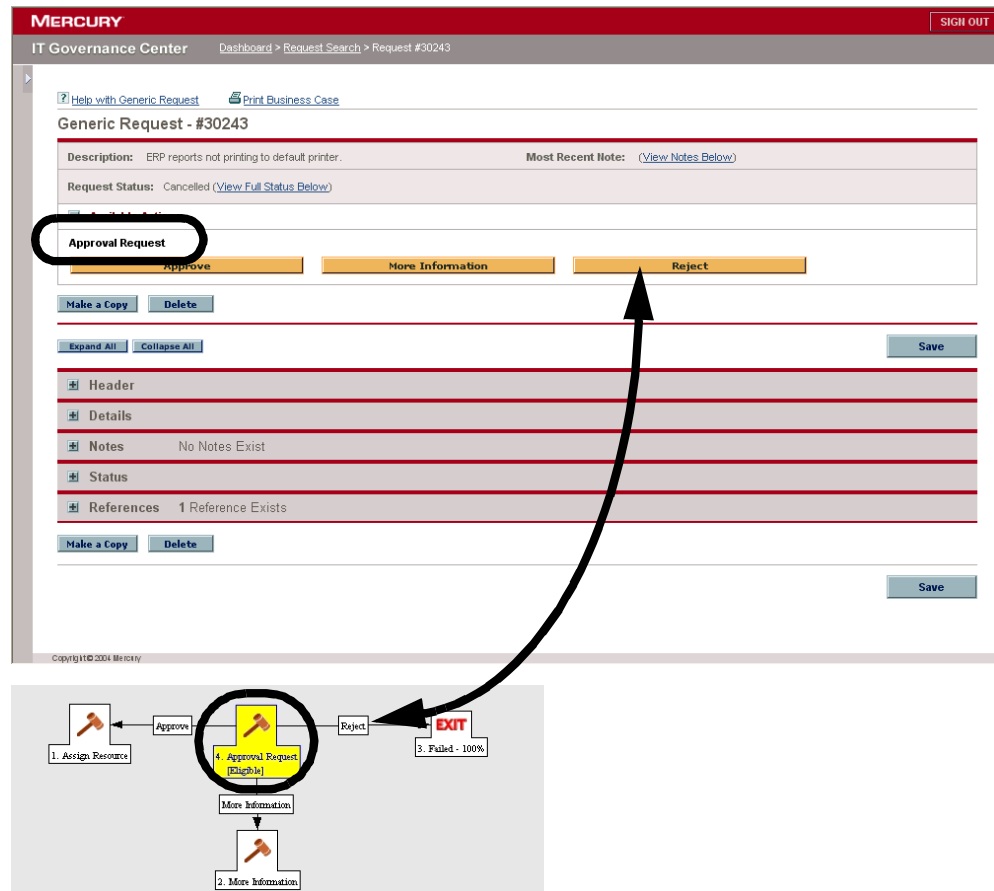 MERCURY
SIGN OUT
IT Governance Center
Dashboard > Request Search > Request #30243
? Help with Generic Request
Print Business Case
Generic Request - #30243
Description: ERP reports not printing to default printer.
Most Recent Note: (View Notes Below)
Request Status: Cancelled (View Full Status Below)
Approval Request
Approve
More Information
Reject
Make a Copy
Delete
Expand All
Collapse All
Save
Header
Details
Notes No Notes Exist
Status
References 1 Reference Exists
Make a Copy
Delete
Save
Copyright © 2004 Mercury
Approve
Reject
EXIT
1. Assign Resource
4. Approval Request
[Eligible]
3. Failed - 100%
More Information
2. More Information